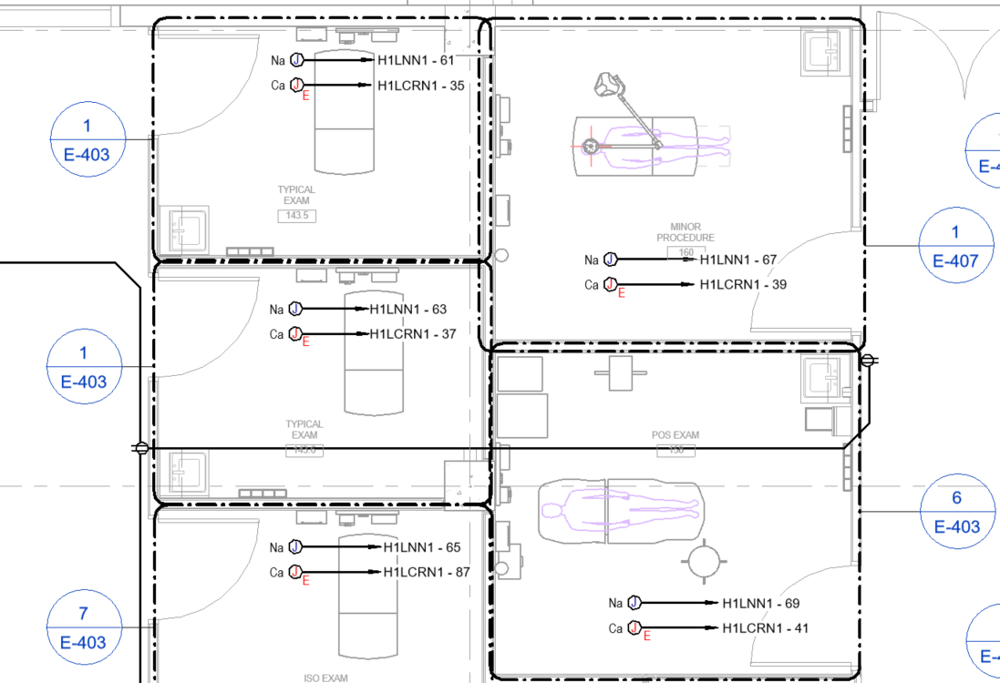 Na J H1LNN1 - 61
Ca J E H1LCRN1 - 35
1
E-403
TYPICAL
EXAM
143.5
MINOR
PROCEDURE
160
Na J H1LNN1 - 67
Ca J E H1LCRN1 - 39
1
E-407
Na J H1LNN1 - 63
Ca J E H1LCRN1 - 37
1
E-403
TYPICAL
EXAM
POS EXAM
6
E-403
Na J H1LNN1 - 65
Ca J E H1LCRN1 - 87
7
E-403
Na J H1LNN1 - 69
Ca J E H1LCRN1 - 41
ISO EXAM